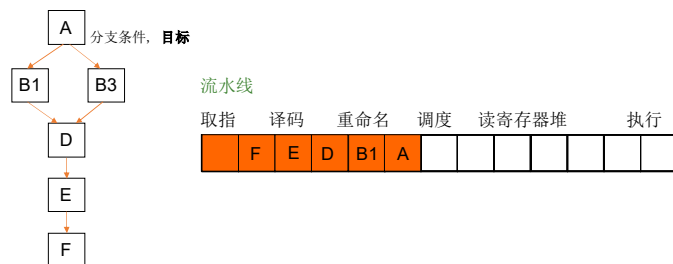 A
分支条件，目标
B1 B3
D
E
F
流水线
取指 译码 重命名 调度 读寄存器堆 执行
F E D B1 A